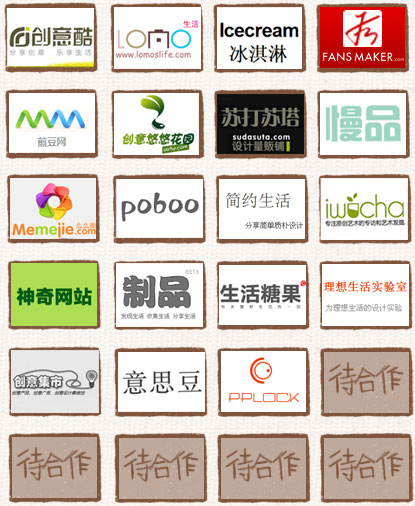 创意酷
分享创意 乐享生活
生活
LOMO
www.lomoslife.com
Icecream
冰淇淋
FANS MAKER.com
煎豆网
创意悠悠花园
uuhy.com
苏打苏塔
sudasuta.com
设计量贩铺
慢品
Memejie.com
poboo
简约生活
分享简单质朴设计
iwucha
专注原创艺术的专访和艺术发掘
神奇网站
BETA
制品
发现生活 收集生活 分享生活
生活糖果
理想生活实验室
为理想生活的设计实验
创意集市
意思豆
PPLOCK
待合作
待合作
待合作
待合作
待合作